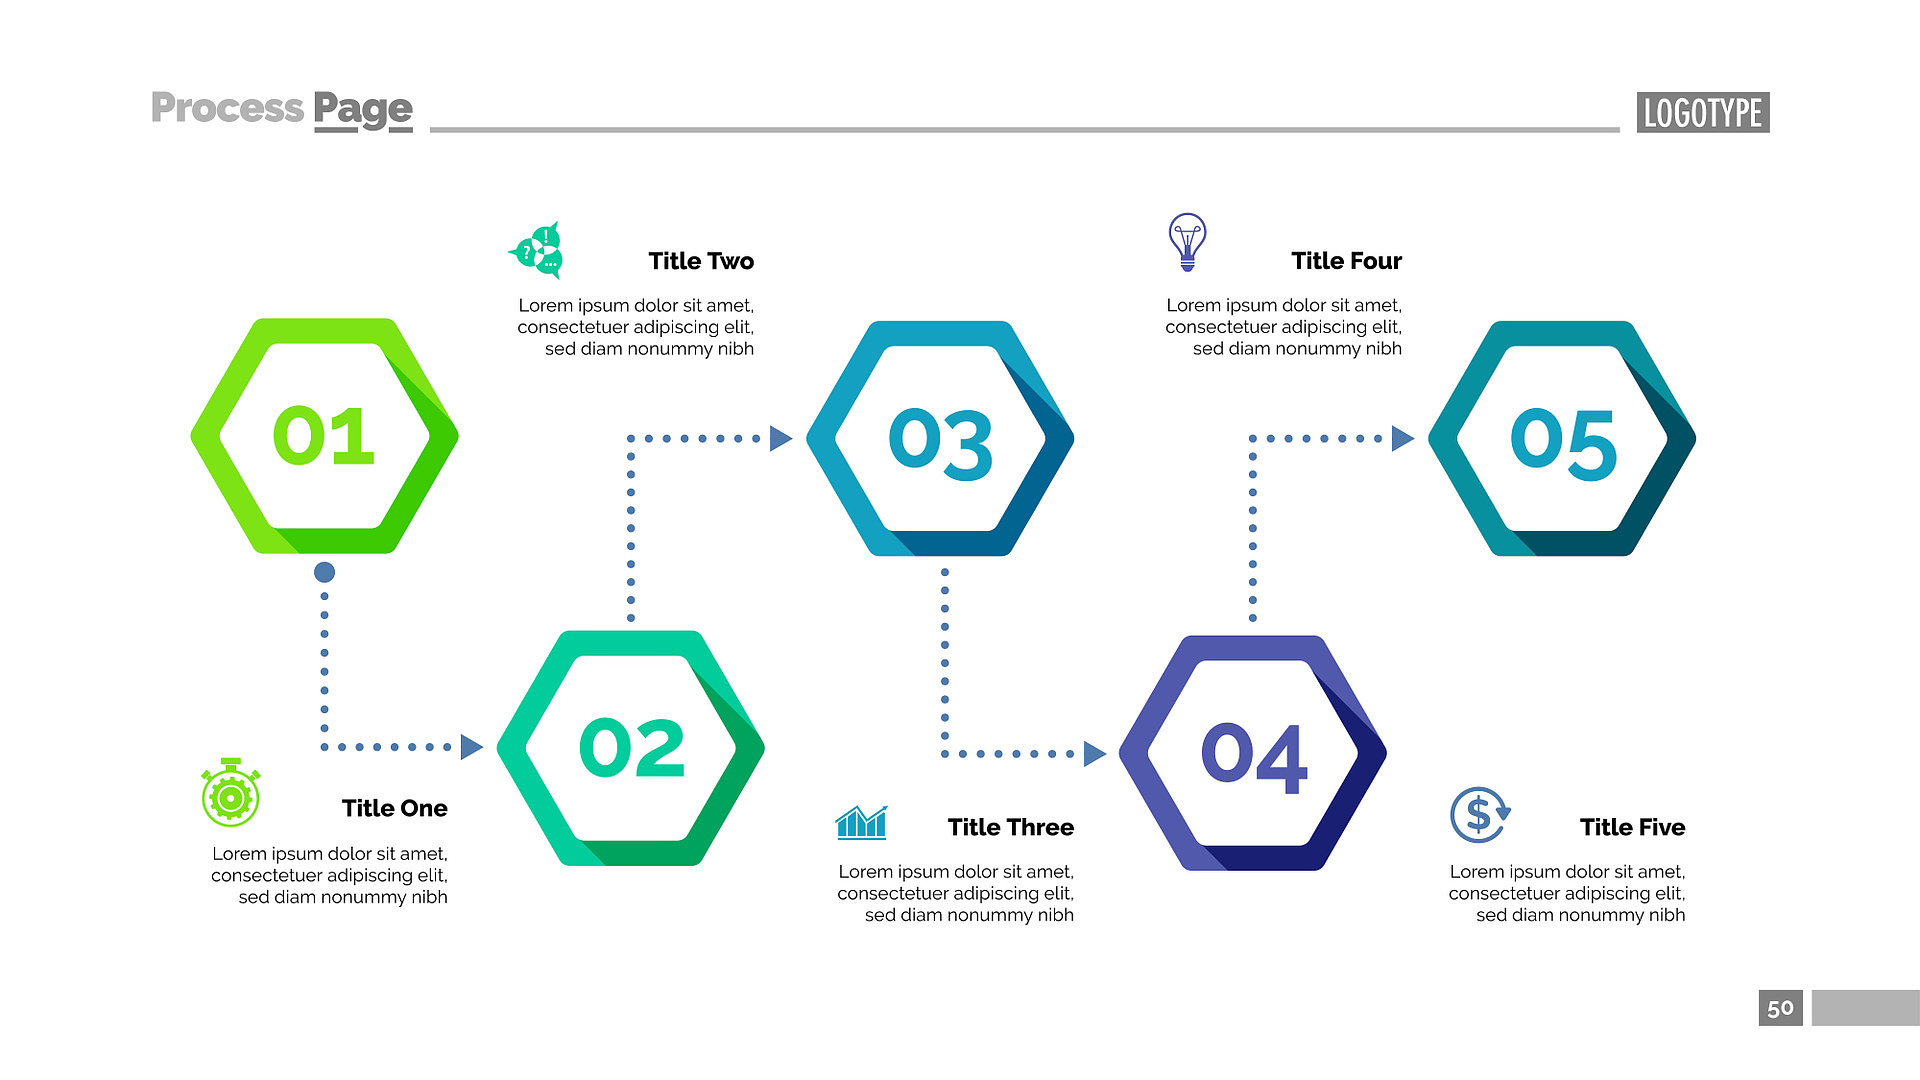 Process Page
LOGOTYPE
01
Title One
Lorem ipsum dolor sit amet,
consectetuer adipiscing elit,
sed diam nonummy nibh
? ! ...
Title Two
Lorem ipsum dolor sit amet,
consectetuer adipiscing elit,
sed diam nonummy nibh
02
03
Title Three
Lorem ipsum dolor sit amet,
consectetuer adipiscing elit,
sed diam nonummy nibh
Title Four
Lorem ipsum dolor sit amet,
consectetuer adipiscing elit,
sed diam nonummy nibh
04
05
$
Title Five
Lorem ipsum dolor sit amet,
consectetuer adipiscing elit,
sed diam nonummy nibh
50